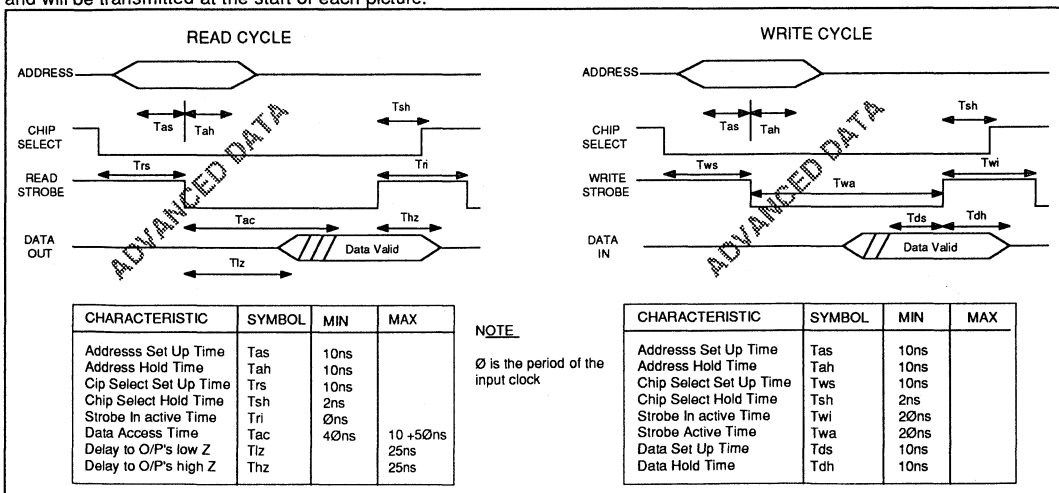 and will be transmitted at the start of each picture.
READ CYCLE
ADDRESS
Tas
Tah
Tsh
CHIP
SELECT
Trs
Tri
READ
STROBE
Tac
Thz
DATA
OUT
Data Valid
Tlz
ADVANCED DATA
WRITE CYCLE
ADDRESS
Tas
Tah
Tsh
CHIP
SELECT
Tws
Twi
WRITE
STROBE
Twa
Tds
Tdh
DATA
IN
Data Valid
ADVANCED DATA
CHARACTERISTIC SYMBOL MIN MAX
Addresss Set Up Time Tas 10ns
Address Hold Time Tah 10ns
Cip Select Set Up Time Trs 10ns
Chip Select Hold Time Tsh 2ns
Strobe In active Time Tri Øns
Data Access Time Tac 4Øns 10 +5Øns
Delay to O/P's low Z Tlz 25ns
Delay to O/P's high Z Thz 25ns
NOTE
Ø is the period of the
input clock
CHARACTERISTIC SYMBOL MIN MAX
Addresss Set Up Time Tas 10ns
Address Hold Time Tah 10ns
Chip Select Set Up Time Tws 10ns
Chip Select Hold Time Tsh 2ns
Strobe In active Time Twi 2Øns
Strobe Active Time Twa 2Øns
Data Set Up Time Tds 10ns
Data Hold Time Tdh 10ns